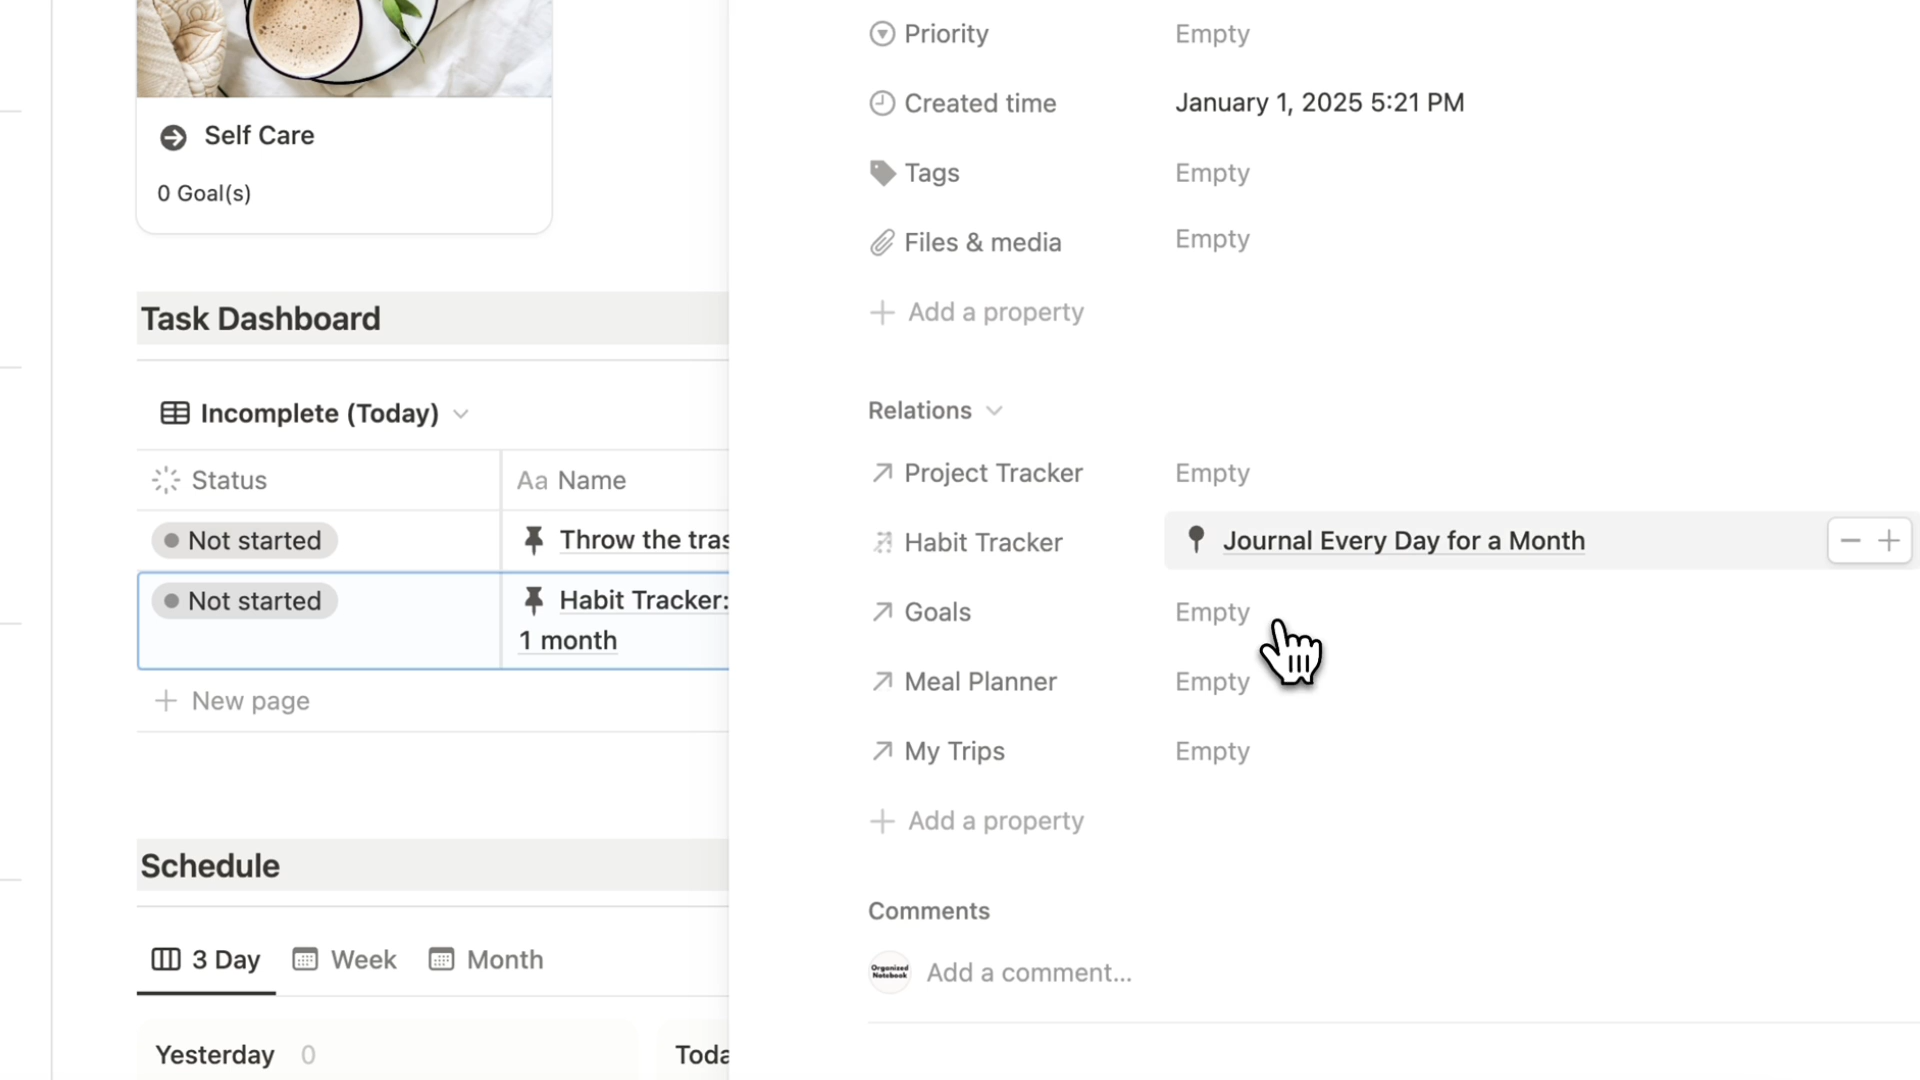 Self Care
0 Goal(s)
Task Dashboard
Incomplete (Today)
Status
Aa Name
Not started
Throw the tras
Not started
Habit Tracker:
1 month
New page
Schedule
3 Day
Week
Month
Yesterday 0
Toda
Priority Empty
Created time January 1, 2025 5:21 PM
Tags Empty
Files & media Empty
Add a property
Relations
Project Tracker Empty
Habit Tracker Journal Every Day for a Month
Goals Empty
Meal Planner Empty
My Trips Empty
Add a property
Comments
Organized
Notebook
Add a comment...